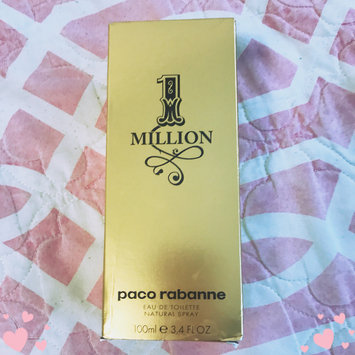 1
MILLION
paco rabanne
EAU DE TOILETTE
NATURAL SPRAY
100ml ℮ 3.4 FL.OZ